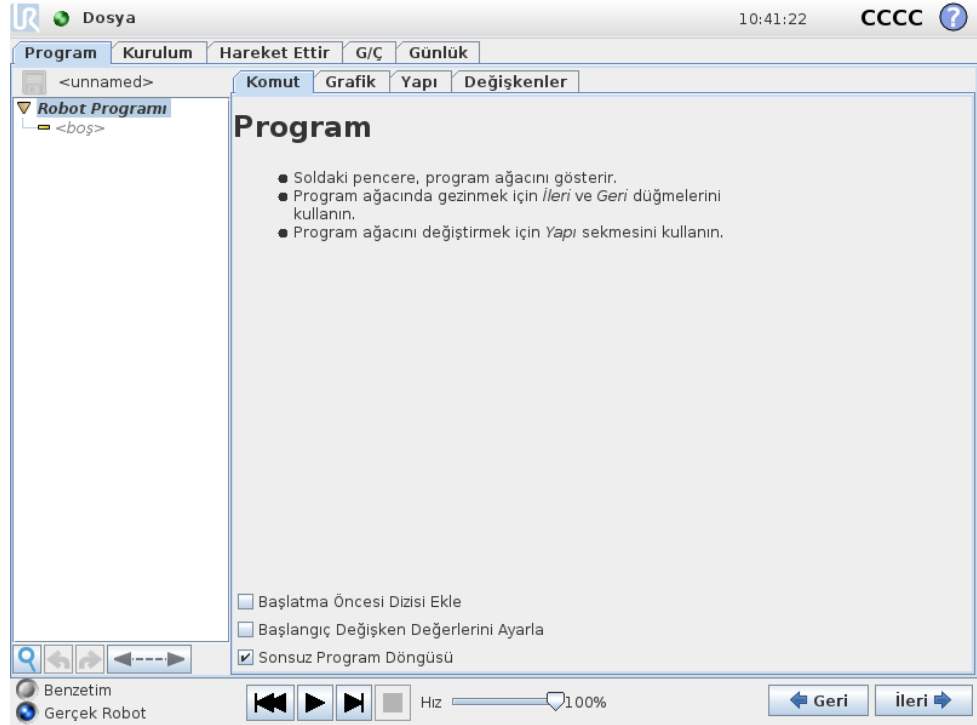 UR Dosya 10:41:22 CCCC ?
Program Kurulum Hareket Ettir G/Ç Günlük
<unnamed> Komut Grafik Yapı Değişkenler
Robot Programı
<boş>
Program
Soldaki pencere, program ağacını gösterir.
Program ağacında gezinmek için İleri ve Geri düğmelerini
kullanın.
Program ağacını değiştirmek için Yapı sekmesini kullanın.
Başlatma Öncesi Dizisi Ekle
Başlangıç Değişken Değerlerini Ayarla
Sonsuz Program Döngüsü
Benzetim
Gerçek Robot
Hız 100%
Geri İleri